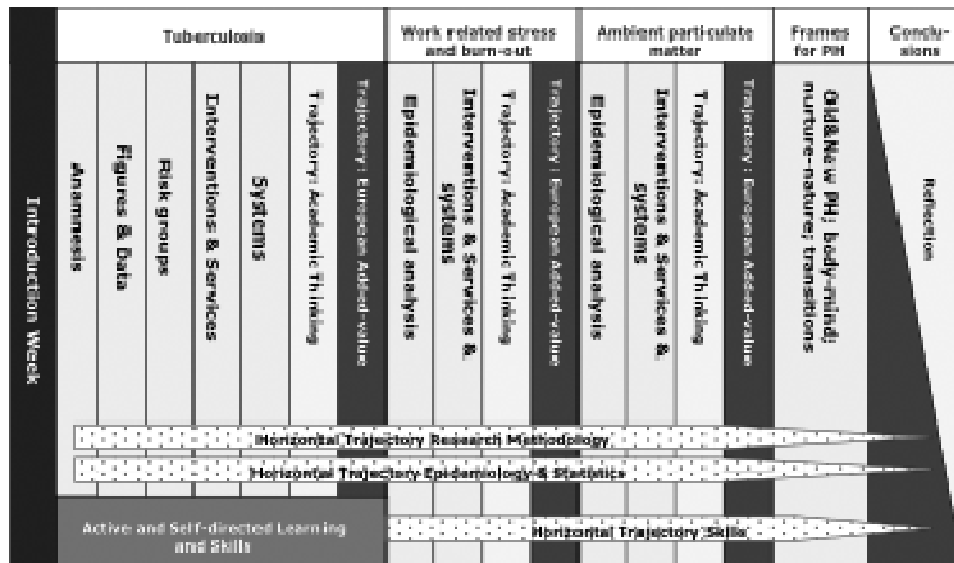 Tuberculosis
Work related stress
and burn-out
Ambient particulate
matter
Frames
for PH
Conclu-
sions
Introduction Week
Anamnesis
Figures & Data
Risk groups
Interventions & Services
Systems
Trajectory: Academic Thinking
Trajectory: European Added-value
Epidemiological analysis
Interventions & Services &
systems
Trajectory: Academic Thinking
Trajectory: European Added-value
Epidemiological analysis
Interventions & Services &
systems
Trajectory: Academic Thinking
Trajectory: European Added-value
Old&New PH; body-mind;
nurture-nature; transitions
Reflection
Horizontal Trajectory Research Methodology
Horizontal Trajectory Epidemiology & Statistics
Active and Self-directed Learning
and Skills
Horizontal Trajectory Skills